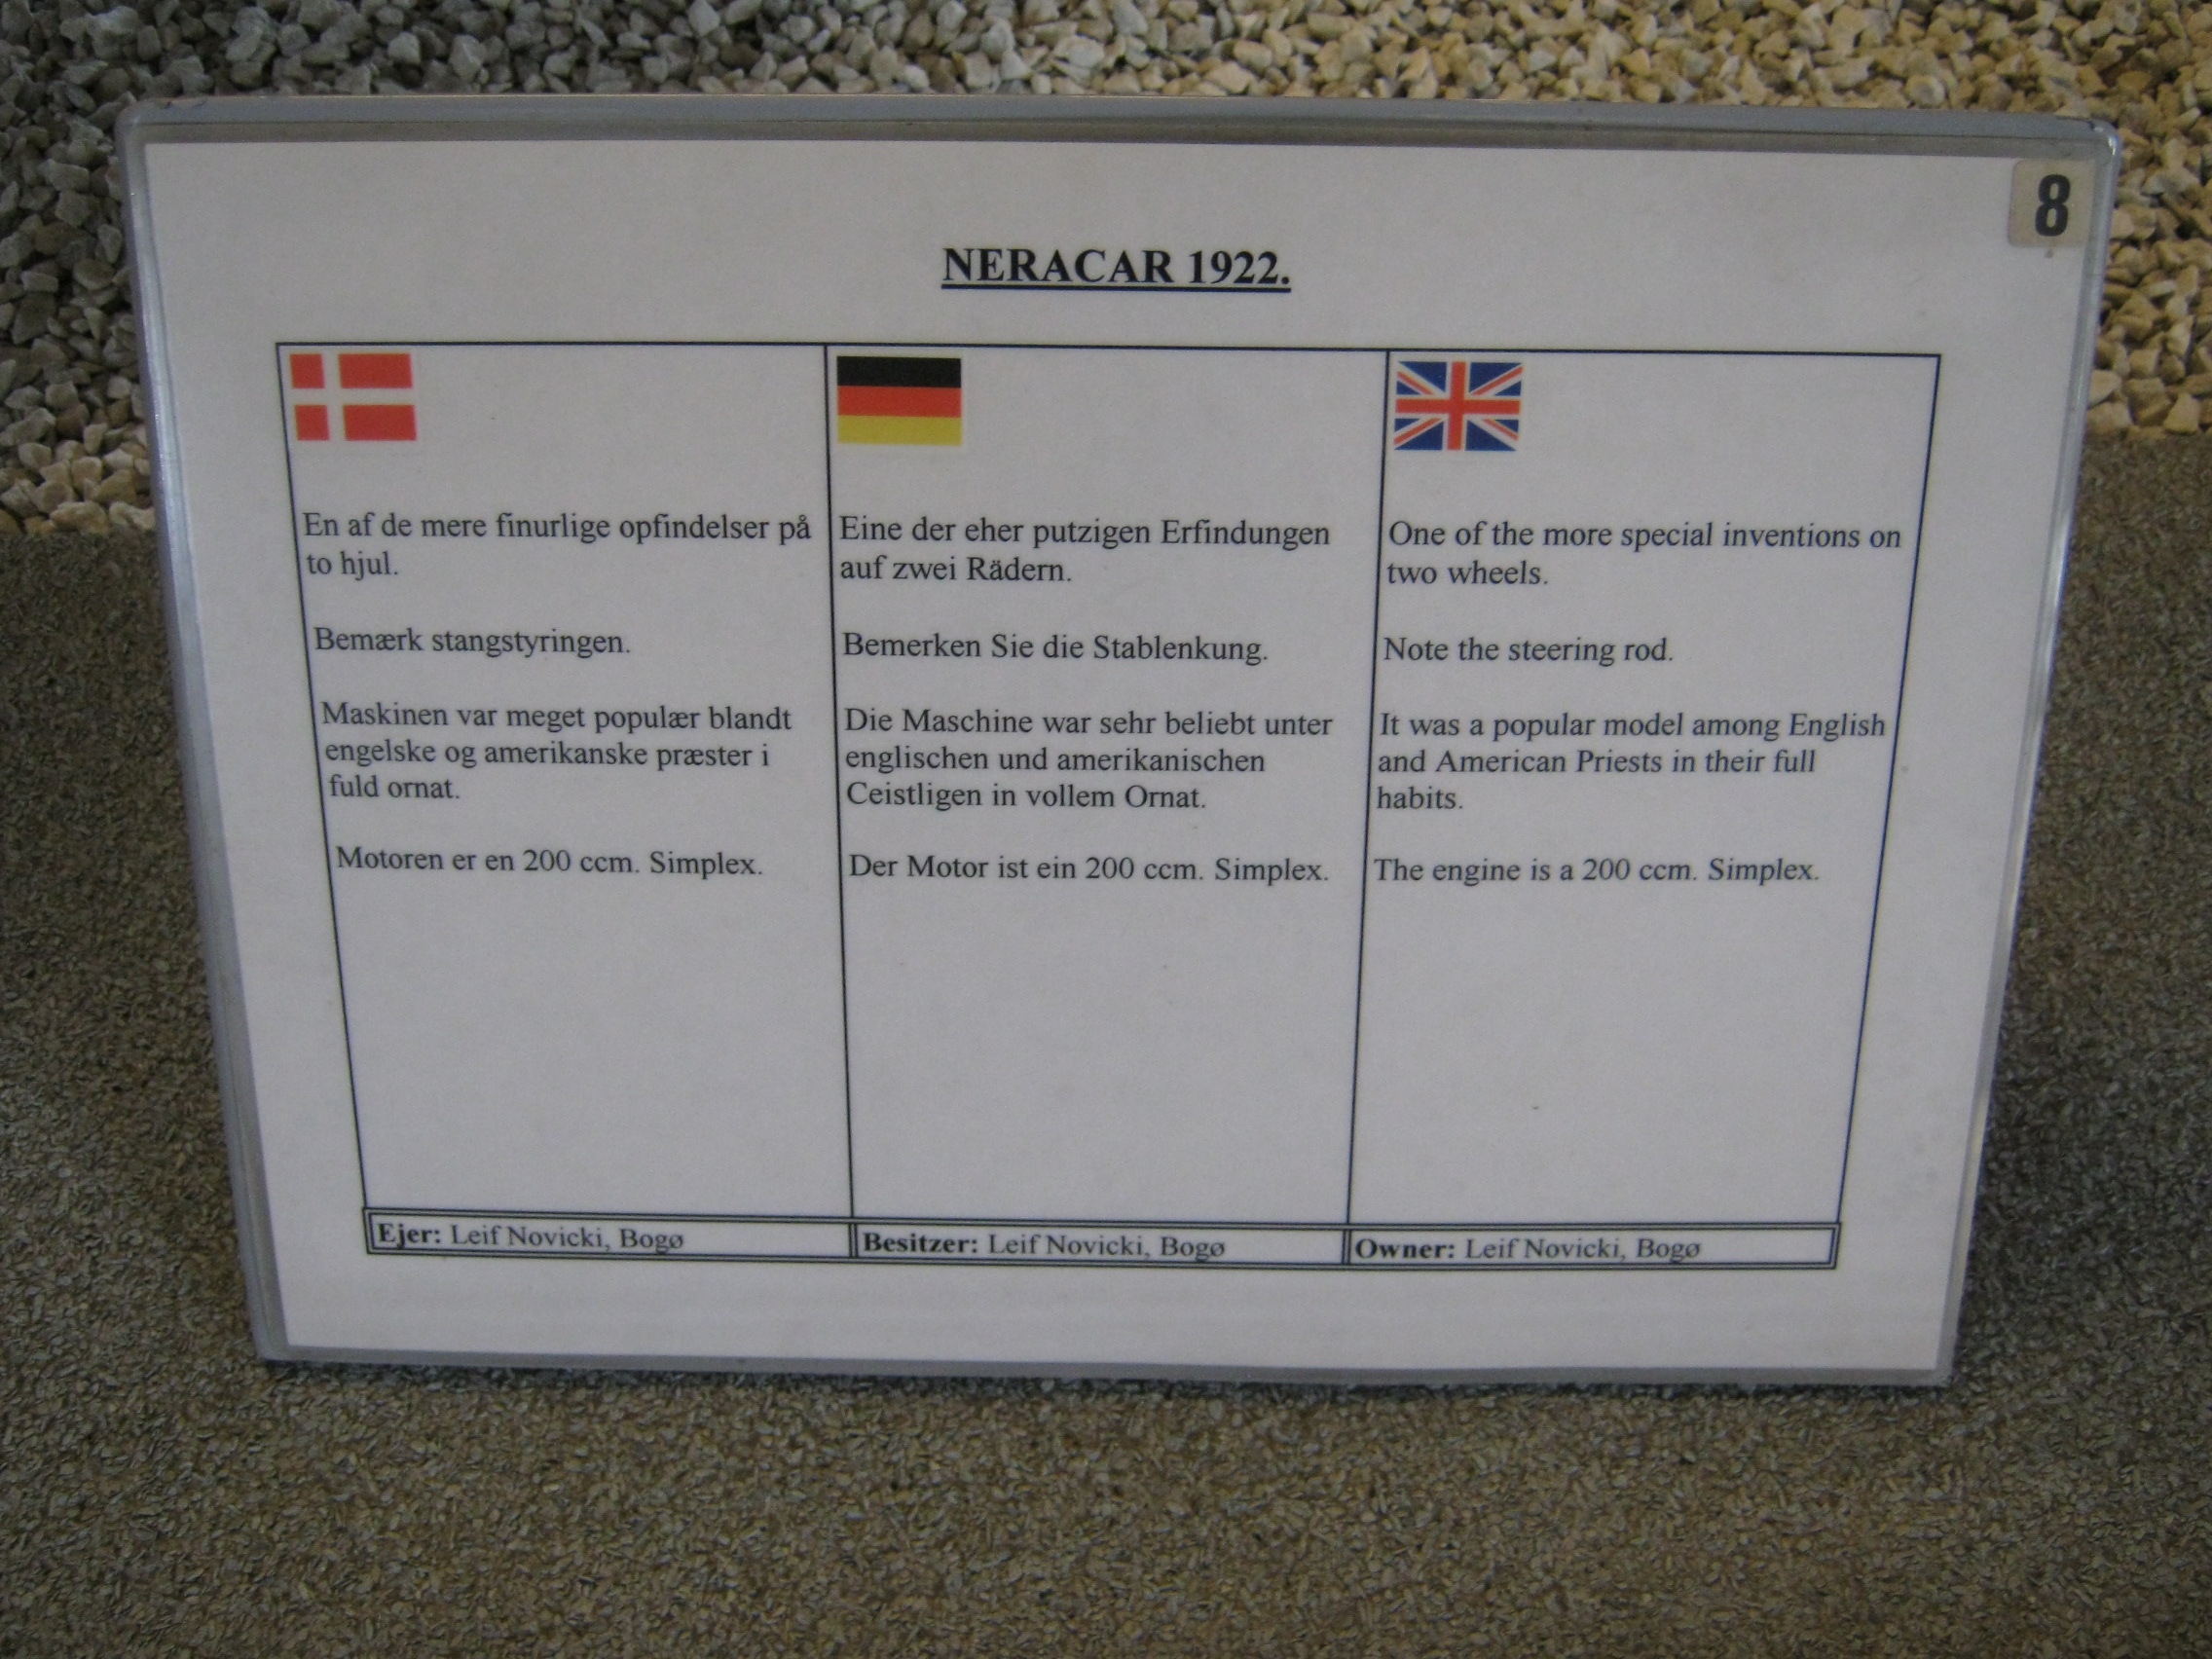 8
NERACAR 1922.
En af de mere finurlige opfindelser på
to hjul.
Bemærk stangstyringen.
Maskinen var meget populær blandt
engelske og amerikanske præster i
fuld ornat.
Motoren er en 200 ccm. Simplex.
Ejer: Leif Novicki, Bogø
Eine der eher putzigen Erfindungen
auf zwei Rädern.
Bemerken Sie die Stablenkung.
Die Maschine war sehr beliebt unter
englischen und amerikanischen
Ceistligen in vollem Ornat.
Der Motor ist ein 200 ccm. Simplex.
Besitzer: Leif Novicki, Bogø
One of the more special inventions on
two wheels.
Note the steering rod.
It was a popular model among English
and American Priests in their full
habits.
The engine is a 200 ccm. Simplex.
Owner: Leif Novicki, Bogø